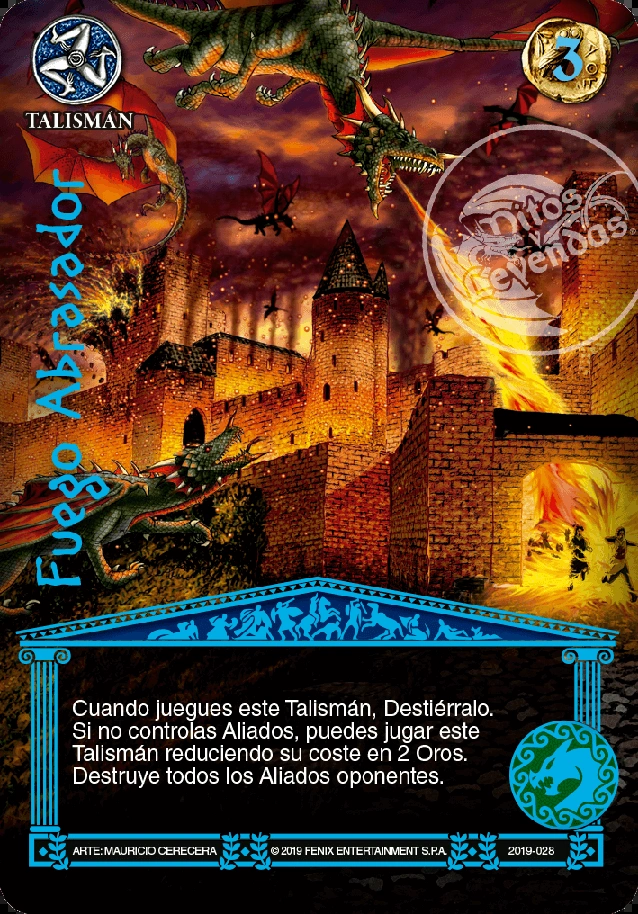 TALISMÁN
3
Mitos
y
Leyendas
Fuego Abrasador
Cuando juegues este Talismán, Destiérralo.
Si no controlas Aliados, puedes jugar este
Talismán reduciendo su coste en 2 Oros.
Destruye todos los Aliados oponentes.
ARTE: MAURICIO CERECERA
© 2019 FENIX ENTERTAINMENT S.P.A.
2019-028